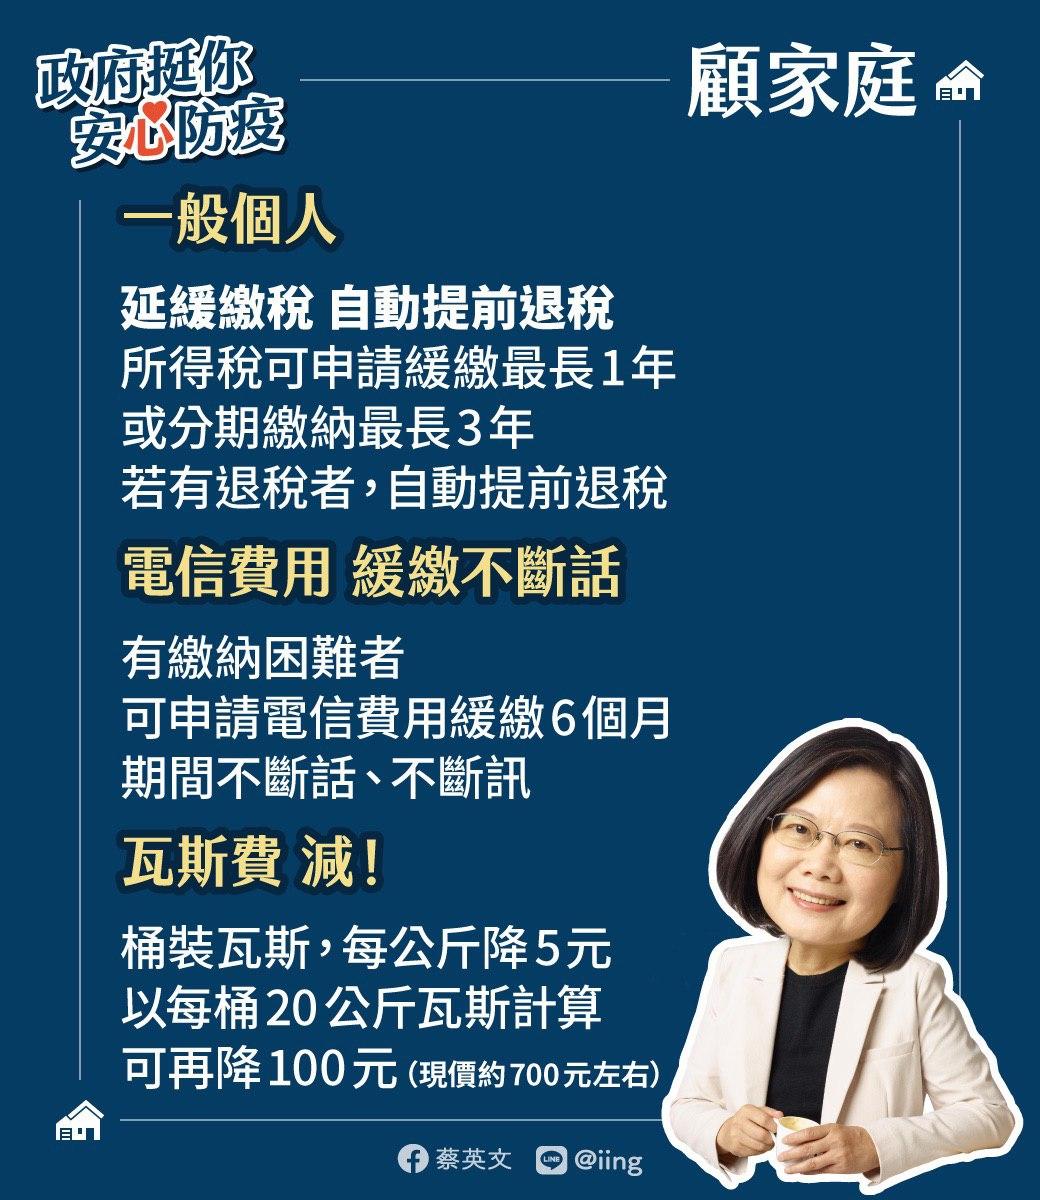 政府挺你
安心防疫
顧家庭
一般個人
延緩繳稅 自動提前退稅
所得稅可申請緩繳最長1年
或分期繳納最長3年
若有退稅者，自動提前退稅
電信費用 緩繳不斷話
有繳納困難者
可申請電信費用緩繳6個月
期間不斷話、不斷訊
瓦斯費 減！
桶裝瓦斯，每公斤降5元
以每桶20公斤瓦斯計算
可再降100元（現價約700元左右）
蔡英文 LINE @iing